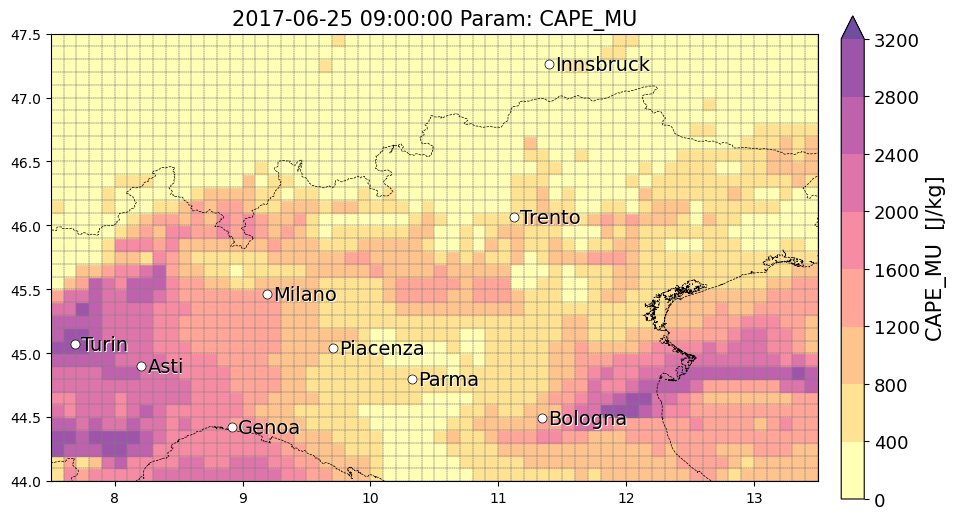 2017-06-25 09:00:00 Param: CAPE_MU
47.5
47.0
46.5
46.0
45.5
45.0
44.5
44.0
8
9
10
11
12
13
Innsbruck
Trento
Milano
Turin
Piacenza
Asti
Parma
Bologna
Genoa
3200
2800
2400
2000
1600
1200
800
400
0
CAPE_MU [J/kg]